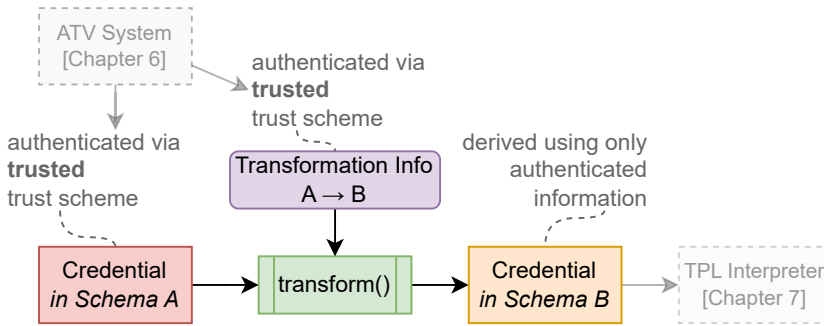 ATV System
[Chapter 6]
authenticated via
trusted
trust scheme
authenticated via
trusted
trust scheme
Transformation Info
A → B
derived using only
authenticated
information
Credential
in Schema A
transform()
Credential
in Schema B
TPL Interpreter
[Chapter 7]